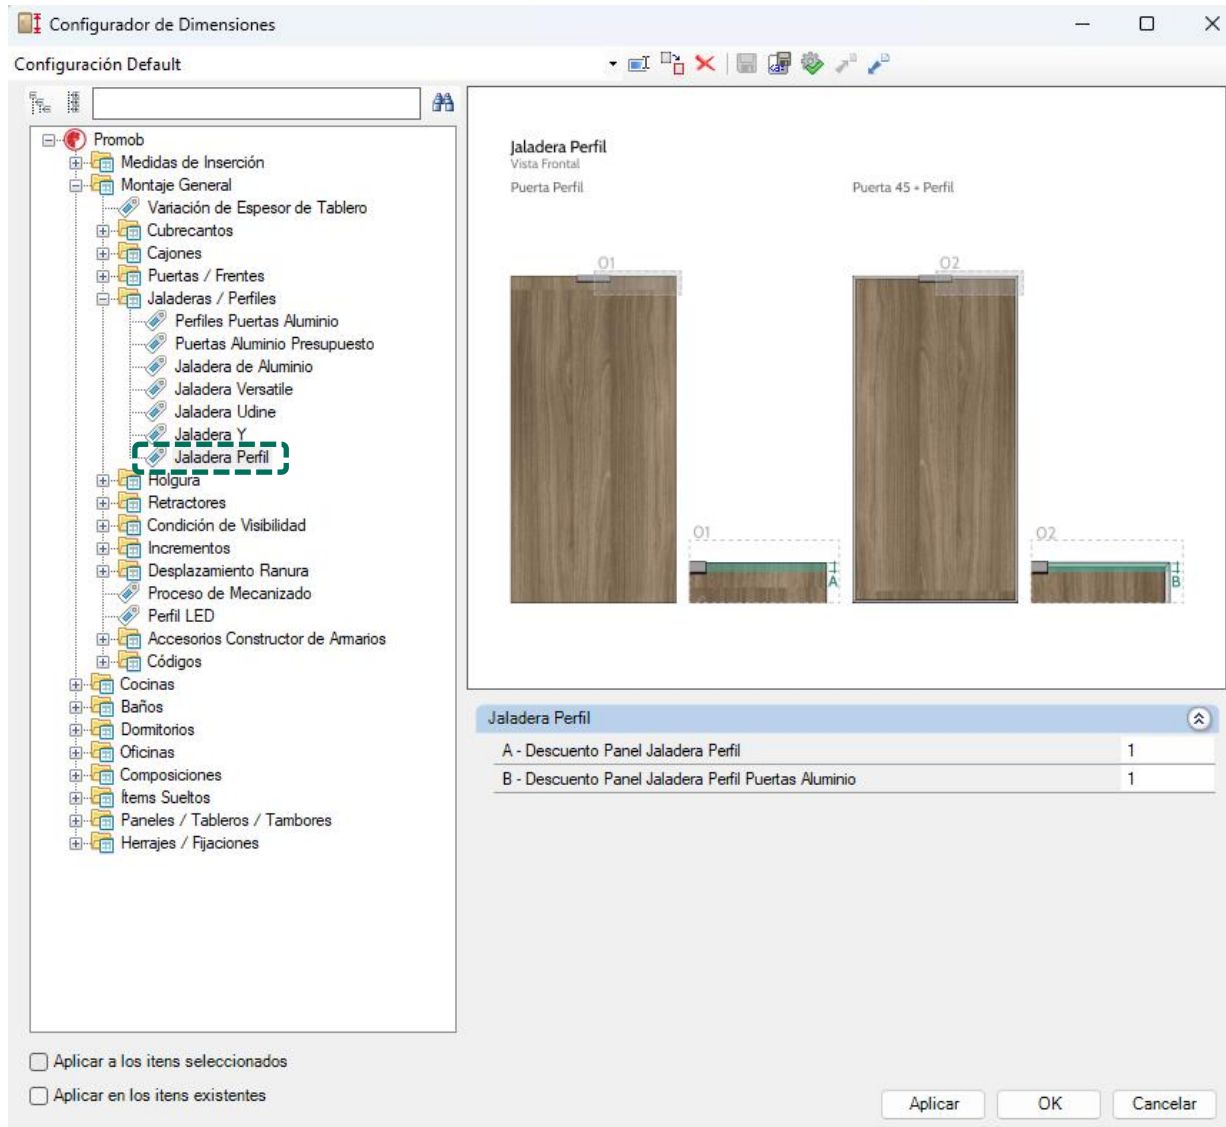 Configurador de Dimensiones
Configuración Default
Promob
Medidas de Inserción
Montaje General
Variación de Espesor de Tablero
Cubrecantos
Cajones
Puertas / Frentes
Jaladeras / Perfiles
Perfiles Puertas Aluminio
Puertas Aluminio Presupuesto
Jaladera de Aluminio
Jaladera Versatile
Jaladera Udine
Jaladera Y
Jaladera Perfil
Holgura
Retractores
Condición de Visibilidad
Incrementos
Desplazamiento Ranura
Proceso de Mecanizado
Perfil LED
Accesorios Constructor de Armarios
Códigos
Cocinas
Baños
Dormitorios
Oficinas
Composiciones
Ítems Sueltos
Paneles / Tableros / Tambores
Herrajes / Fijaciones
Jaladera Perfil
Vista Frontal
Puerta Perfil
Puerta 45 + Perfil
01
02
01
A
02
B
Jaladera Perfil
A - Descuento Panel Jaladera Perfil 1
B - Descuento Panel Jaladera Perfil Puertas Aluminio 1
Aplicar a los itens seleccionados
Aplicar en los itens existentes
Aplicar OK Cancelar